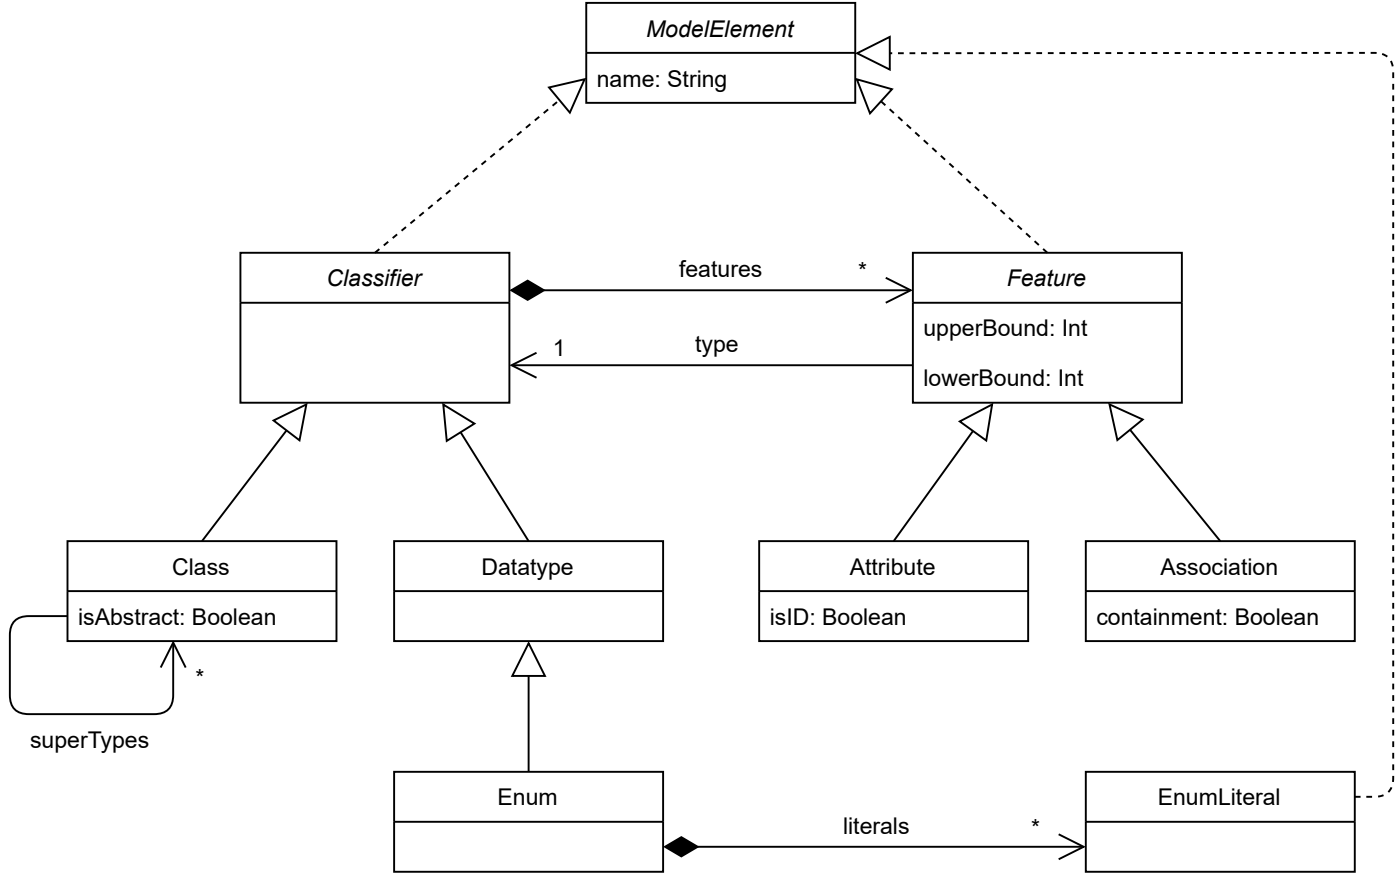 ModelElement
name: String
Classifier
features
*
Feature
upperBound: Int
1
type
lowerBound: Int
Class
isAbstract: Boolean
*
superTypes
Datatype
Attribute
isID: Boolean
Association
containment: Boolean
Enum
literals
*
EnumLiteral